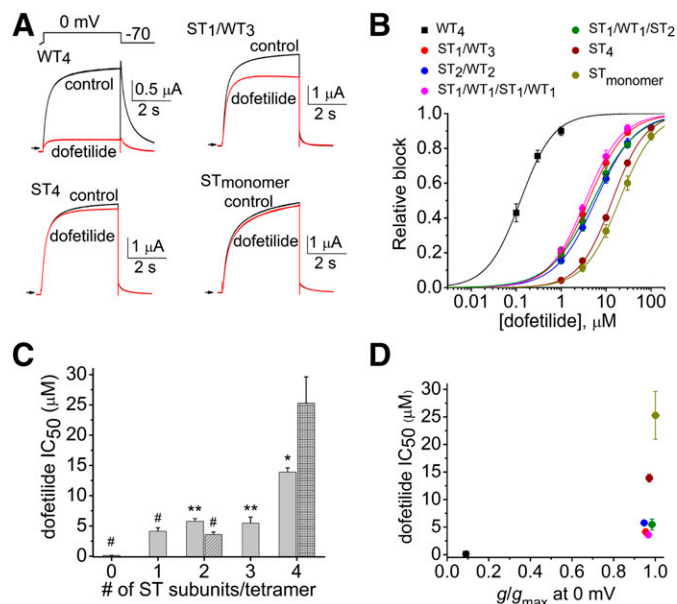 A
0 mV
-70
WT4
control
0.5 µA
2 s
dofetilide
ST1/WT3
control
dofetilide
1 µA
2 s
ST4
control
dofetilide
1 µA
2 s
STmonomer
control
dofetilide
1 µA
2 s
B
WT4
ST1/WT3
ST2/WT2
ST1/WT1/ST1/WT1
ST1/WT1/ST2
ST4
STmonomer
Relative block
1.0
0.8
0.6
0.4
0.2
0.0
0.01 0.1 1 10 100
[dofetilide], µM
C
dofetilide IC50 (µM)
30
25
20
15
10
5
0
# # ** # ** *
0 1 2 3 4
# of ST subunits/tetramer
D
dofetilide IC50 (µM)
30
25
20
15
10
5
0
0.0 0.2 0.4 0.6 0.8 1.0
g/gmax at 0 mV